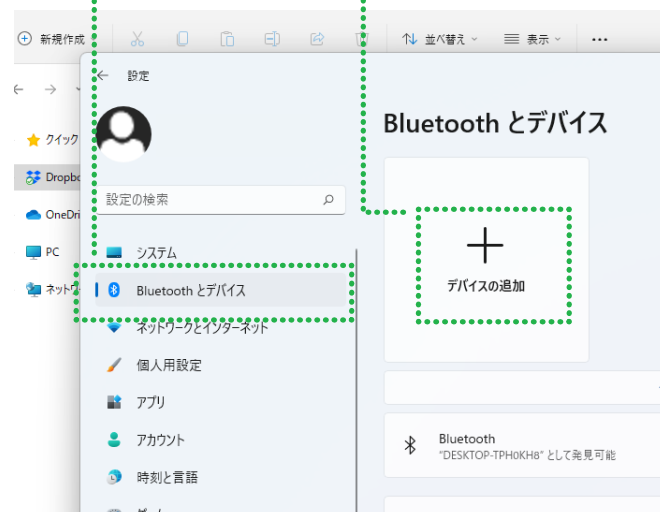 新規作成
並べ替え
表示
設定
クイック
Dropbo
OneDri
PC
ネットワ
設定の検索
システム
Bluetooth とデバイス
ネットワークとインターネット
個人用設定
アプリ
アカウント
時刻と言語
Bluetooth とデバイス
デバイスの追加
Bluetooth
"DESKTOP-TPH0KH8" として発見可能